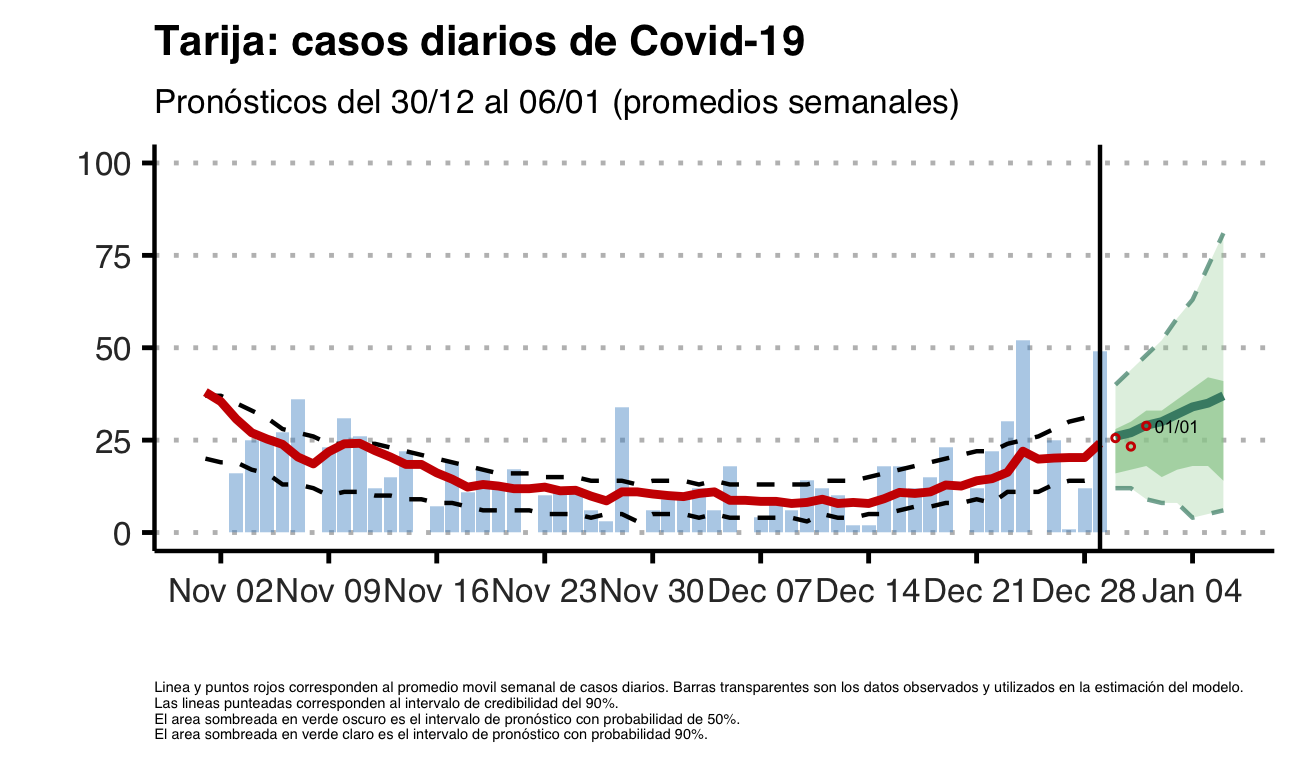 Tarija: casos diarios de Covid-19
Pronósticos del 30/12 al 06/01 (promedios semanales)
100
75
50
25
0
01/01
Nov 02 Nov 09 Nov 16 Nov 23 Nov 30 Dec 07 Dec 14 Dec 21 Dec 28 Jan 04
Linea y puntos rojos corresponden al promedio movil semanal de casos diarios. Barras transparentes son los datos observados y utilizados en la estimación del modelo.
Las lineas punteadas corresponden al intervalo de credibilidad del 90%.
El area sombreada en verde oscuro es el intervalo de pronóstico con probabilidad de 50%.
El area sombreada en verde claro es el intervalo de pronóstico con probabilidad 90%.